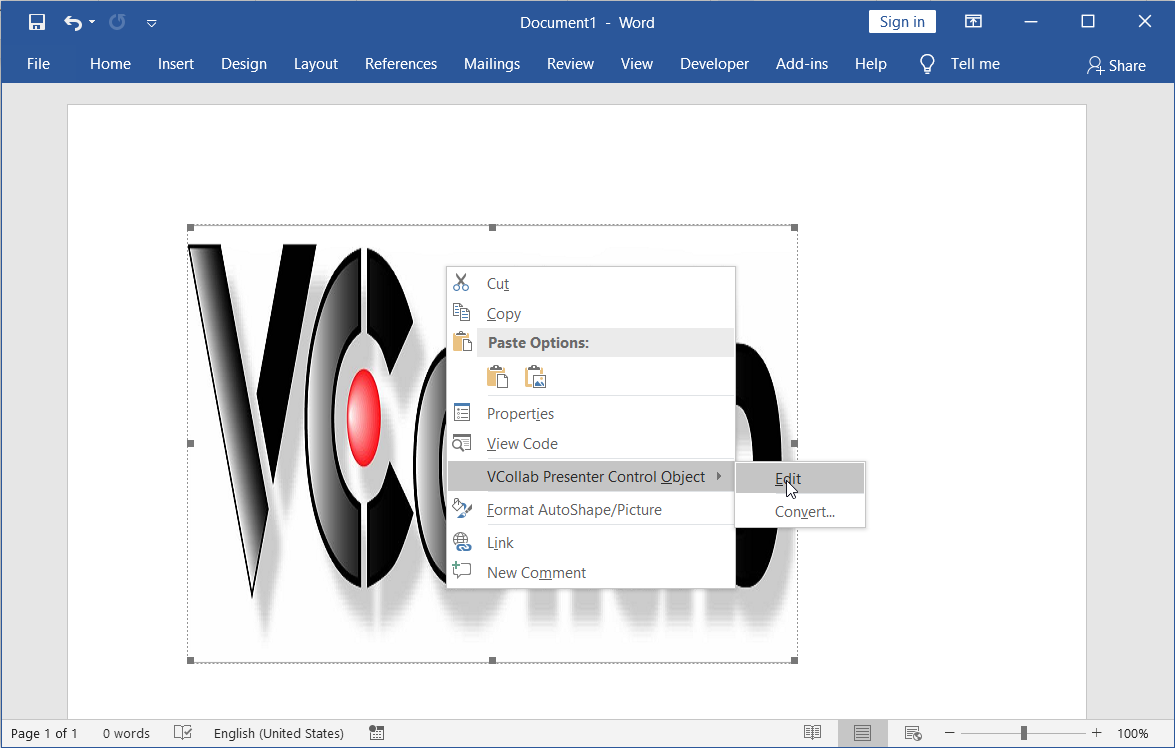 Document1 - Word
Sign in
File Home Insert Design Layout References Mailings Review View Developer Add-ins Help Tell me Share
Cut
Copy
Paste Options:
Properties
View Code
VCollab Presenter Control Object
Edit
Convert...
Format AutoShape/Picture
Link
New Comment
Page 1 of 1 0 words English (United States) 100%